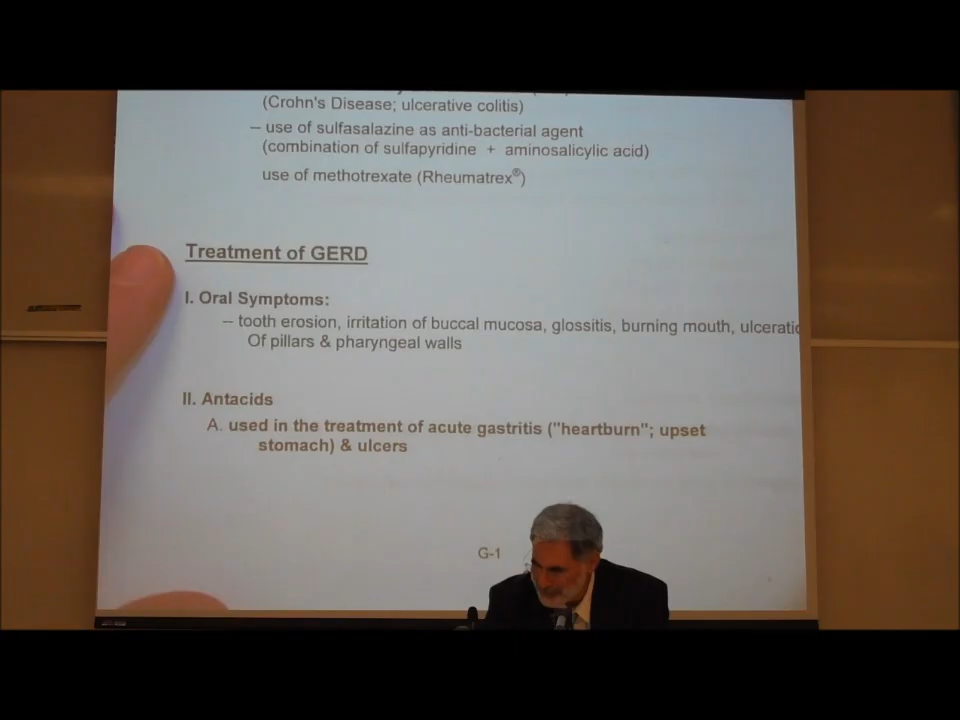 (Crohn's Disease; ulcerative colitis)
– use of sulfasalazine as anti-bacterial agent
(combination of sulfapyridine + aminosalicylic acid)
use of methotrexate (Rheumatrex®)
Treatment of GERD
I. Oral Symptoms:
– tooth erosion, irritation of buccal mucosa, glossitis, burning mouth, ulceratio
Of pillars & pharyngeal walls
II. Antacids
A. used in the treatment of acute gastritis ("heartburn"; upset
stomach) & ulcers
G-1